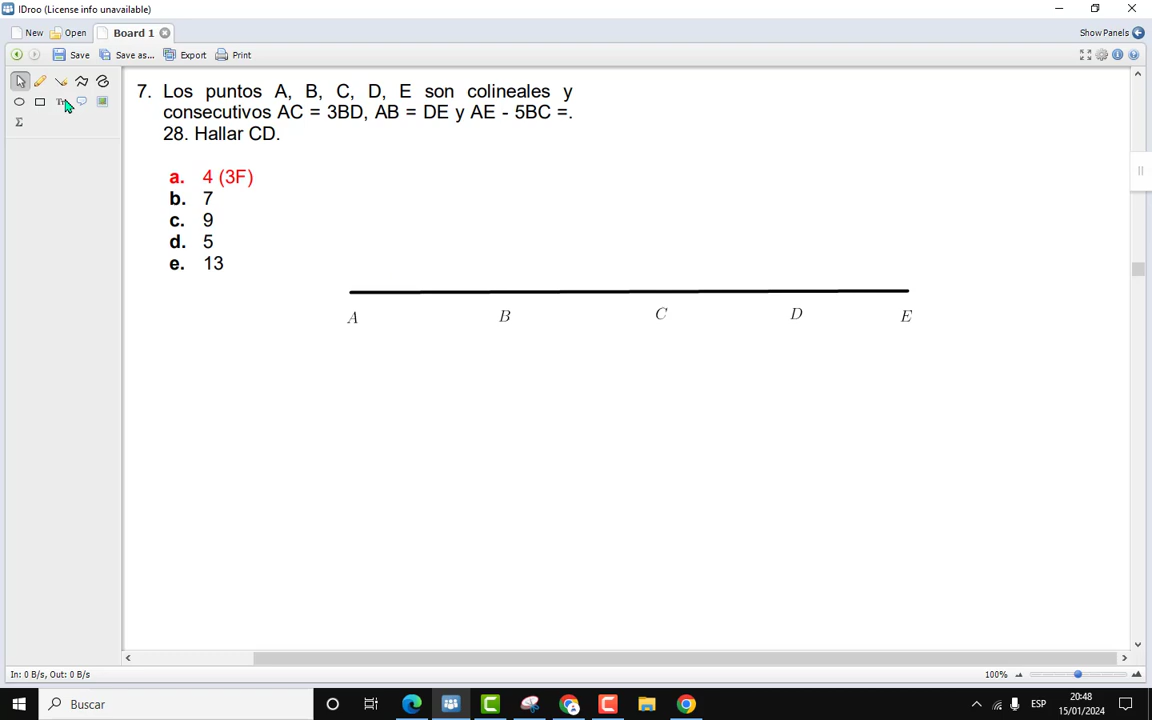 IDroo (License info unavailable)
New
Open
Board 1
Show Panels
Save
Save as...
Export
Print
7. Los puntos A, B, C, D, E son colineales y
consecutivos AC = 3BD, AB = DE y AE - 5BC =.
28. Hallar CD.
a. 4 (3F)
b. 7
c. 9
d. 5
e. 13
A B C D E
In: 0 B/s, Out: 0 B/s
100%
Buscar
ESP
20:48
15/01/2024